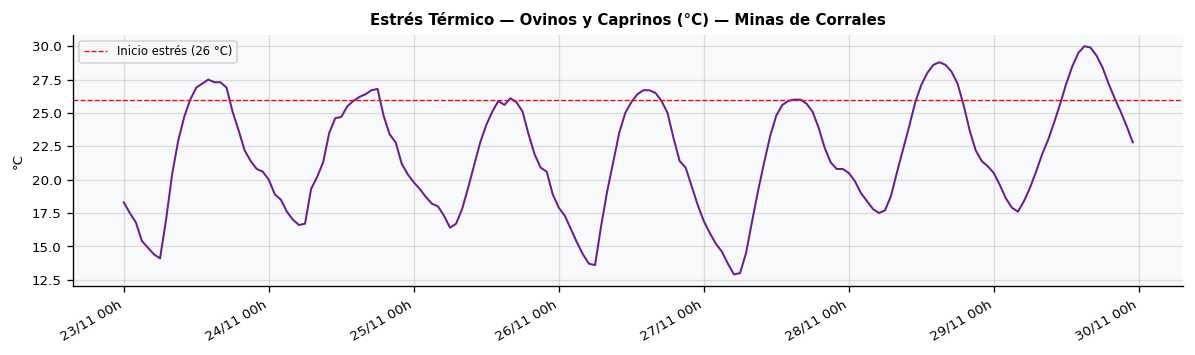 Estrés Térmico — Ovinos y Caprinos (°C) — Minas de Corrales
Inicio estrés (26 °C)
°C
30.0
27.5
25.0
22.5
20.0
17.5
15.0
12.5
23/11 00h
24/11 00h
25/11 00h
26/11 00h
27/11 00h
28/11 00h
29/11 00h
30/11 00h